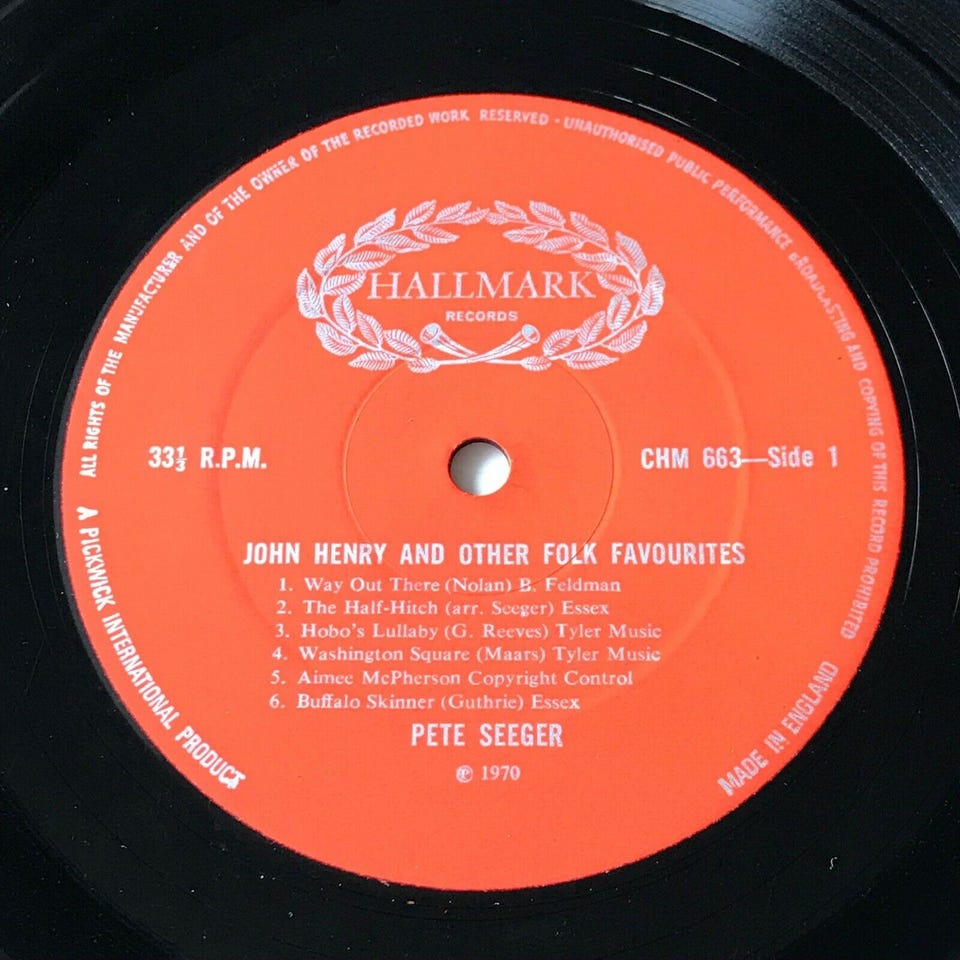 ALL RIGHTS OF THE MANUFACTURER AND OF THE OWNER OF THE RECORDED WORK RESERVED · UNAUTHORISED PUBLIC PERFORMANCE BROADCASTING AND COPYING OF THIS RECORD PROHIBITED
HALLMARK
RECORDS
33⅓ R.P.M.
CHM 663—Side 1
JOHN HENRY AND OTHER FOLK FAVOURITES
1. Way Out There (Nolan) B. Feldman
2. The Half-Hitch (arr. Seeger) Essex
3. Hobo's Lullaby (G. Reeves) Tyler Music
4. Washington Square (Maars) Tyler Music
5. Aimee McPherson Copyright Control
6. Buffalo Skinner (Guthrie) Essex
PETE SEEGER
℗ 1970
A PICKWICK INTERNATIONAL PRODUCT
MADE IN ENGLAND